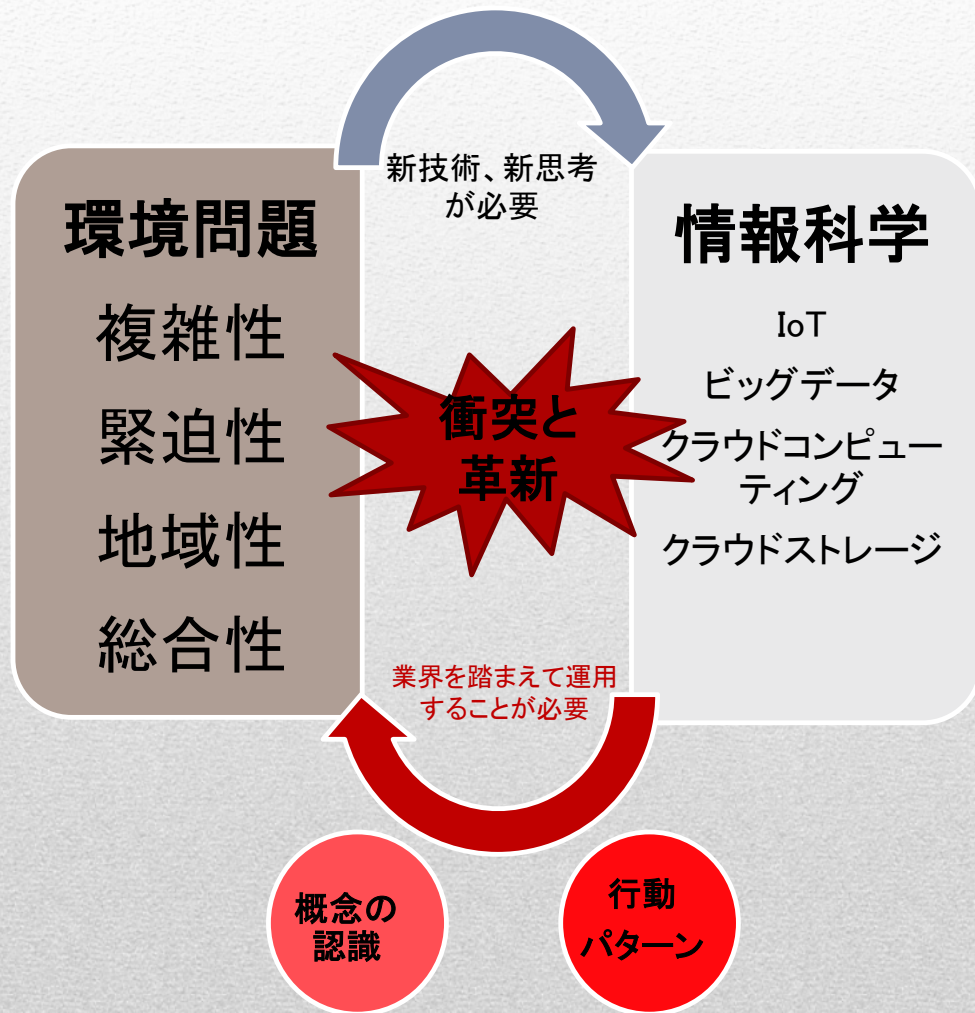 新技術、新思考
が必要
環境問題
複雑性
緊迫性
地域性
総合性
衝突と
革新
情報科学
IoT
ビッグデータ
クラウドコンピュー
ティング
クラウドストレージ
業界を踏まえて運用
することが必要
概念の
認識
行動
パターン